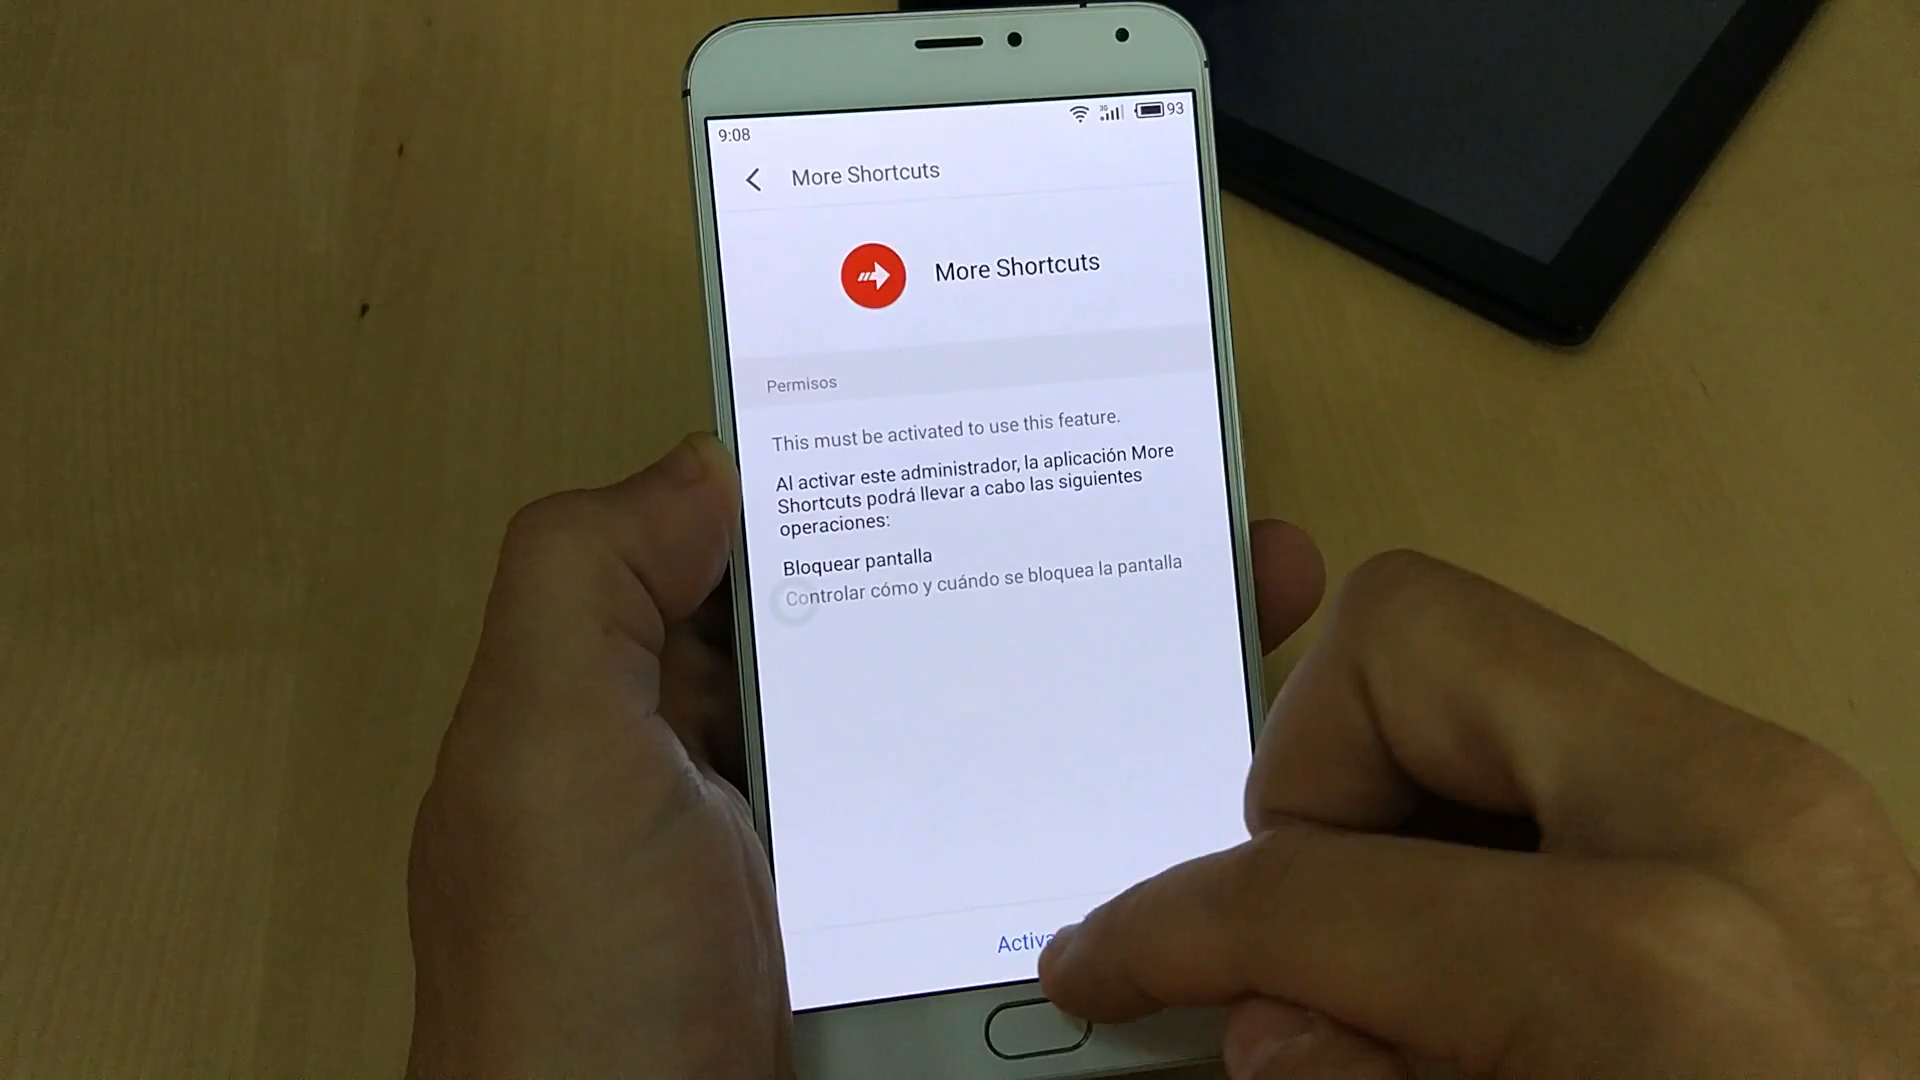 9:08
3G
93
More Shortcuts
More Shortcuts
Permisos
This must be activated to use this feature.
Al activar este administrador, la aplicación More
Shortcuts podrá llevar a cabo las siguientes
operaciones:
Bloquear pantalla
Controlar cómo y cuándo se bloquea la pantalla
Activa